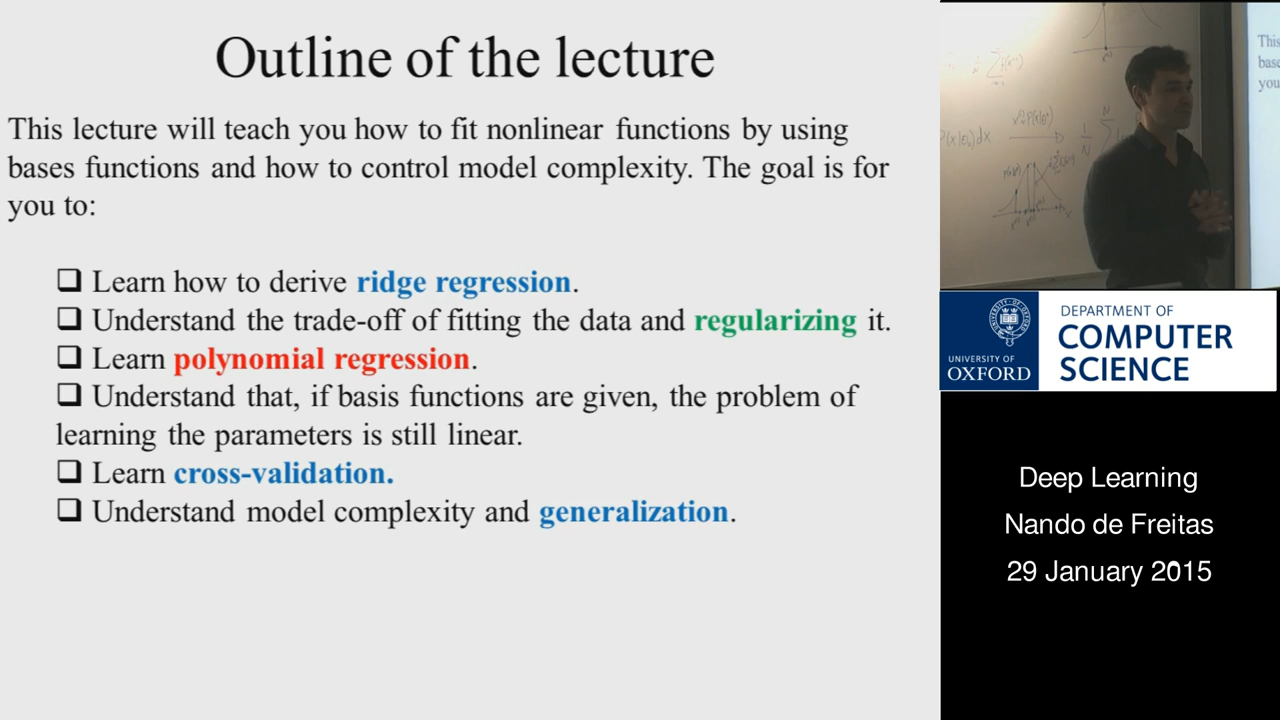 Outline of the lecture
This lecture will teach you how to fit nonlinear functions by using
bases functions and how to control model complexity. The goal is for
you to:
❑ Learn how to derive ridge regression.
❑ Understand the trade-off of fitting the data and regularizing it.
❑ Learn polynomial regression.
❑ Understand that, if basis functions are given, the problem of
learning the parameters is still linear.
❑ Learn cross-validation.
❑ Understand model complexity and generalization.
This
base
you
UNIVERSITY OF
OXFORD
DEPARTMENT OF
COMPUTER
SCIENCE
Deep Learning
Nando de Freitas
29 January 2015